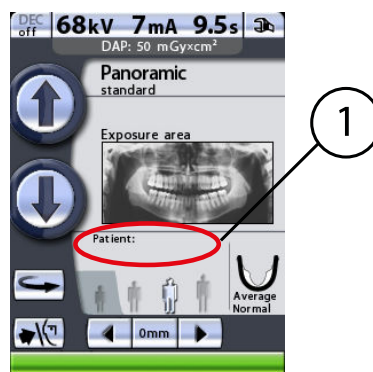 DEC off 68kV 7mA 9.5s
DAP: 50 mGy×cm²
Panoramic
standard
Exposure area
Patient:
Average
Normal
0mm
1